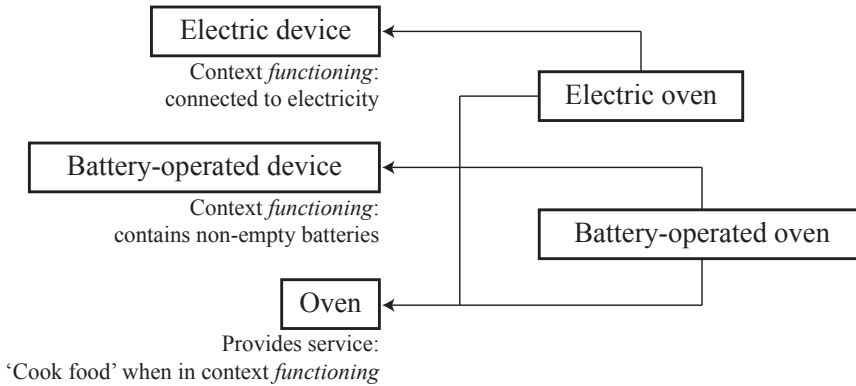 Electric device
Context functioning:
connected to electricity
Electric oven
Battery-operated device
Context functioning:
contains non-empty batteries
Battery-operated oven
Oven
Provides service:
‘Cook food’ when in context functioning